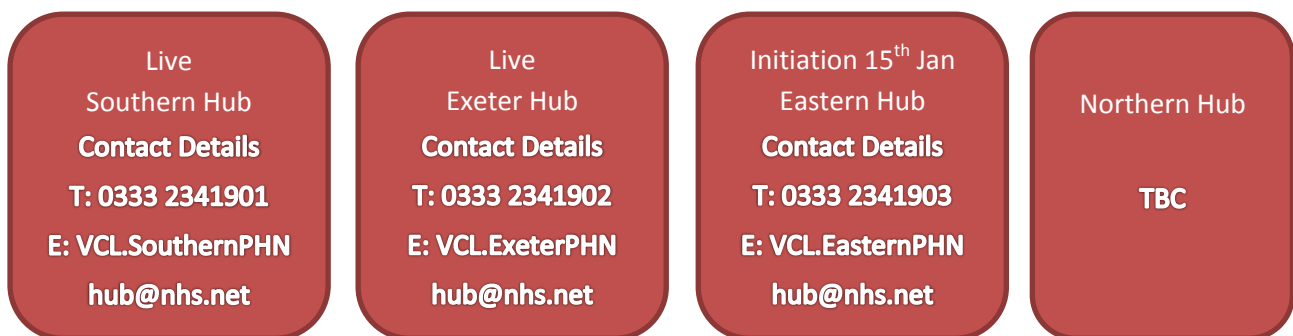 Live
Southern Hub
Contact Details
T: 0333 2341901
E: VCL.SouthernPHN
hub@nhs.net
Live
Exeter Hub
Contact Details
T: 0333 2341902
E: VCL.ExeterPHN
hub@nhs.net
Initiation 15th Jan
Eastern Hub
Contact Details
T: 0333 2341903
E: VCL.EasternPHN
hub@nhs.net
Northern Hub
TBC